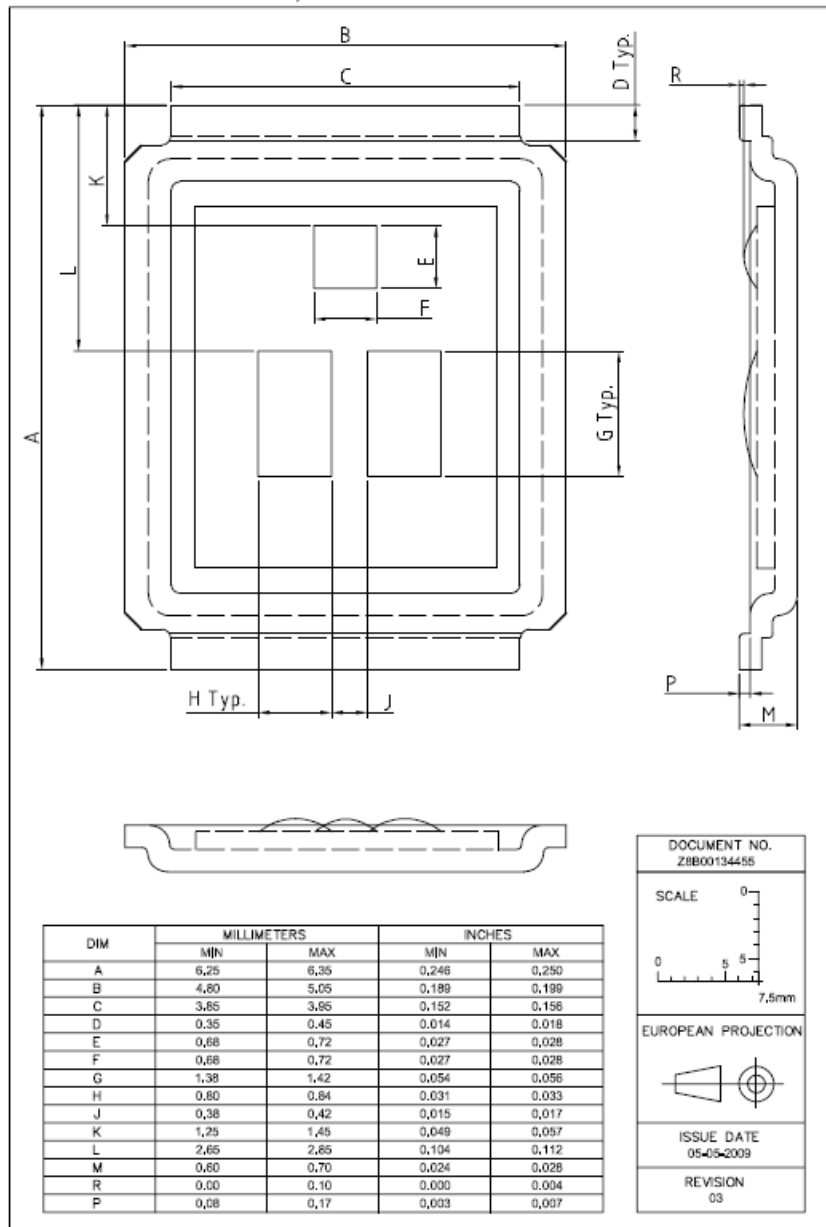 B
C
D Typ.
R
K
L
E
F
A
G Typ.
H Typ.
J
P
M
DIM MILLIMETERS INCHES
MIN MAX MIN MAX
A 6,25 6,35 0,246 0,250
B 4,80 5,05 0,189 0,199
C 3,85 3,95 0,152 0,156
D 0,35 0,45 0,014 0,018
E 0,68 0,72 0,027 0,028
F 0,68 0,72 0,027 0,028
G 1,38 1,42 0,054 0,056
H 0,80 0,84 0,031 0,033
J 0,38 0,42 0,015 0,017
K 1,25 1,45 0,049 0,057
L 2,65 2,85 0,104 0,112
M 0,60 0,70 0,024 0,028
R 0,00 0,10 0,000 0,004
P 0,08 0,17 0,003 0,007
DOCUMENT NO.
Z8B00134455
SCALE 0
0 5 5
7,5mm
EUROPEAN PROJECTION
ISSUE DATE
05-05-2009
REVISION
03